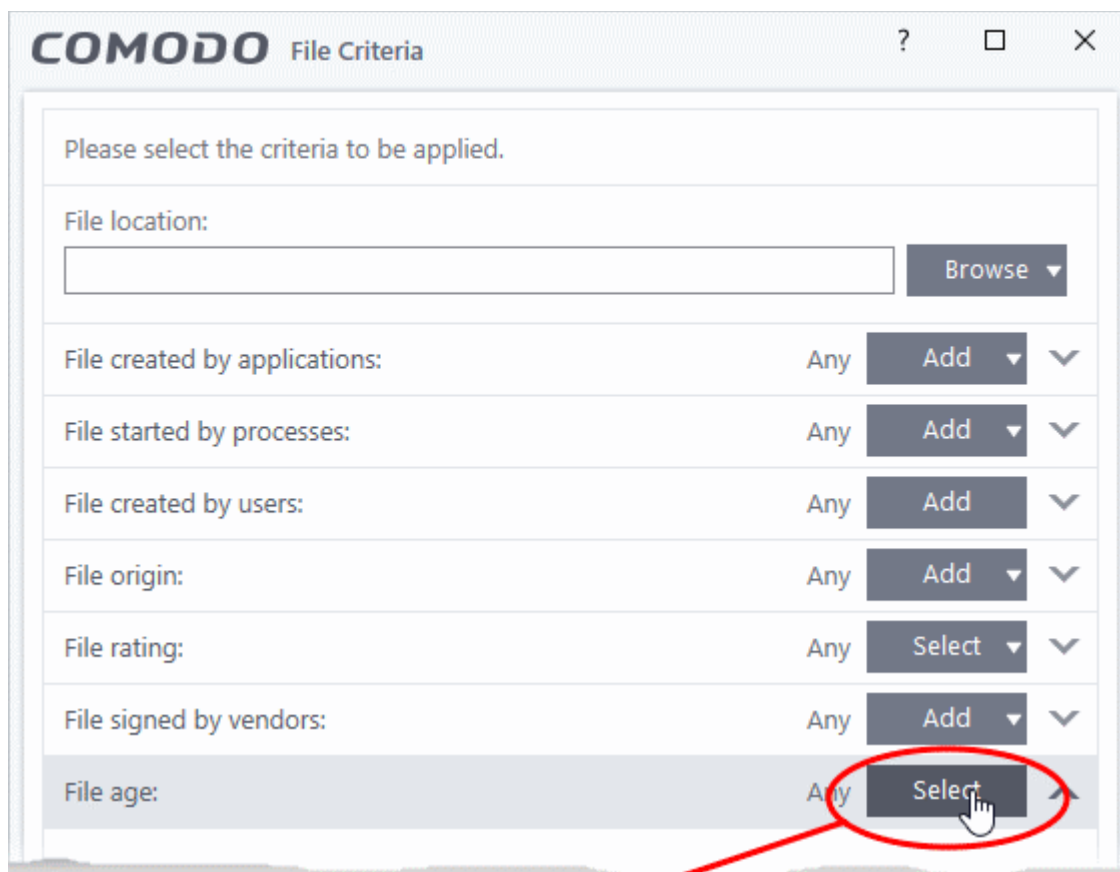 COMODO File Criteria ?
Please select the criteria to be applied.
File location:
Browse
File created by applications: Any Add
File started by processes: Any Add
File created by users: Any Add
File origin: Any Add
File rating: Any Select
File signed by vendors: Any Add
File age: Any Select